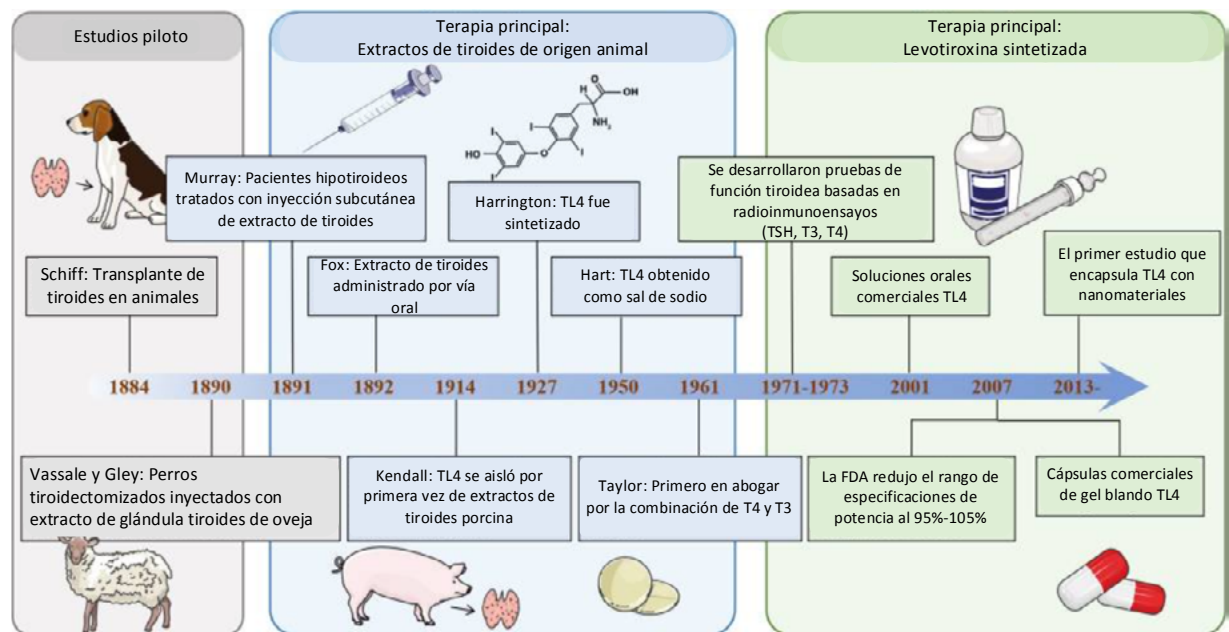 Estudios piloto
Terapia principal:
Extractos de tiroides de origen animal
Terapia principal:
Levotiroxina sintetizada
O
H
OH
NH₂
I
I
I
I
HO
O
Murray: Pacientes hipotiroideos
tratados con inyección subcutánea
de extracto de tiroides
Harrington: TL4 fue
sintetizado
Se desarrollaron pruebas de
función tiroidea basadas en
radioinmunoensayos
(TSH, T3, T4)
Schiff: Transplante de
tiroides en animales
Fox: Extracto de tiroides
administrado por vía
oral
Hart: TL4 obtenido
como sal de sodio
Soluciones orales
comerciales TL4
El primer estudio que
encapsula TL4 con
nanomateriales
1884 1890 1891 1892 1914 1927 1950 1961 1971-1973 2001 2007 2013-
Vassale y Gley: Perros
tiroidectomizados inyectados con
extracto de glándula tiroides de oveja
Kendall: TL4 se aisló por
primera vez de extractos de
tiroides porcina
Taylor: Primero en abogar
por la combinación de T4 y T3
La FDA redujo el rango de
especificaciones de
potencia al 95%-105%
Cápsulas comerciales
de gel blando TL4